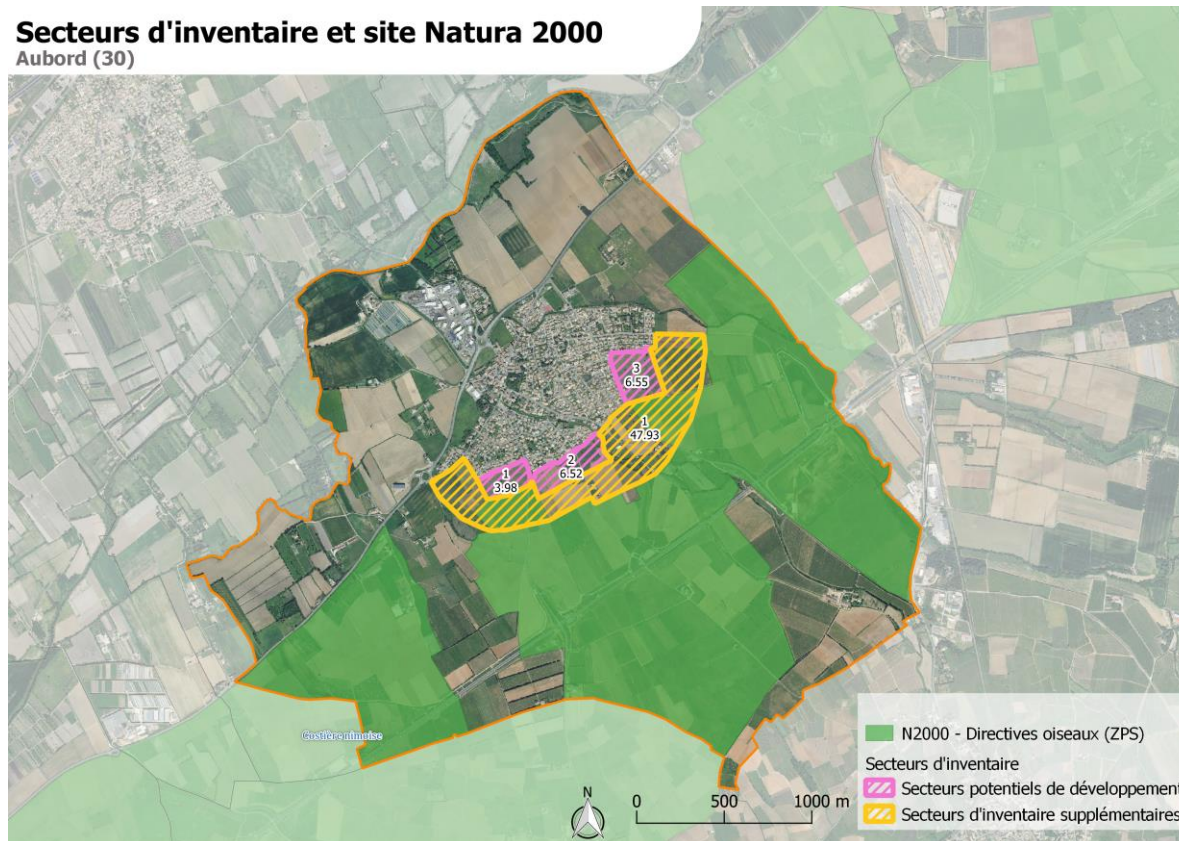 Secteurs d'inventaire et site Natura 2000
Aubord (30)
3
6.55
1
47.93
2
6.52
1
3.98
Costière nimoise
N2000 - Directives oiseaux (ZPS)
Secteurs d'inventaire
Secteurs potentiels de développement
Secteurs d'inventaire supplémentaires
N
0 500 1000 m